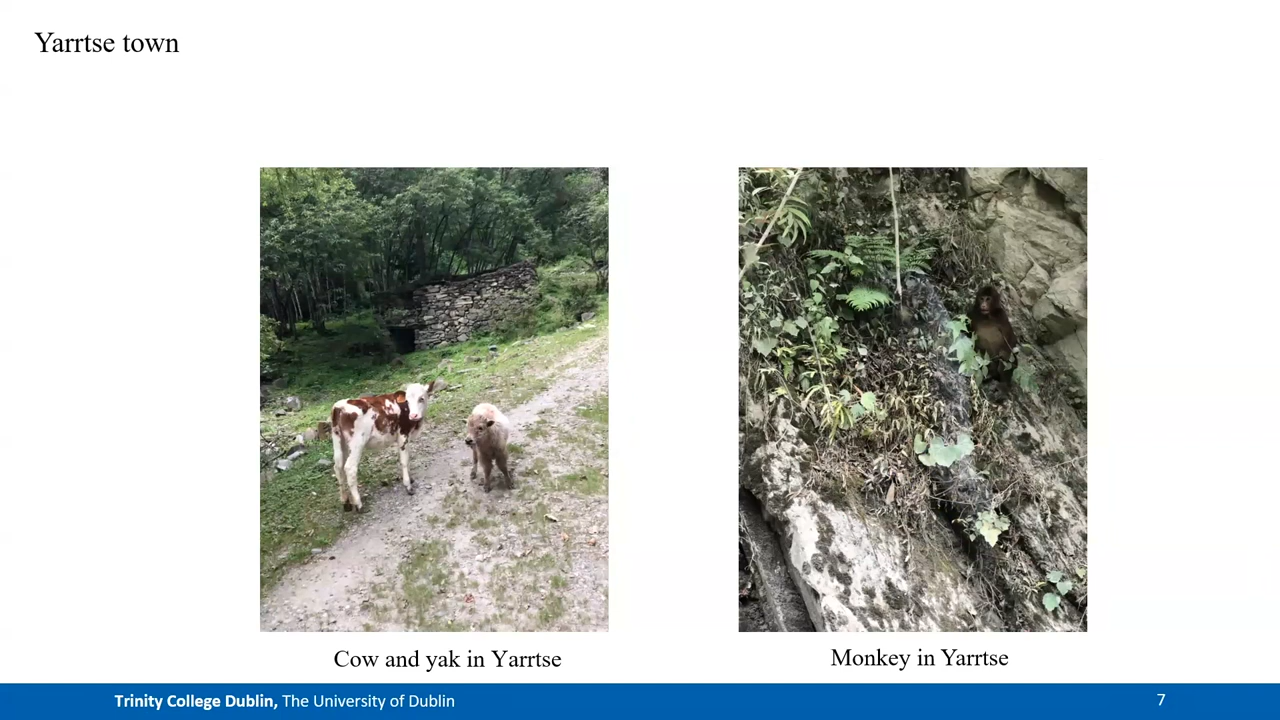 Yarrtse town
Cow and yak in Yarrtse
Monkey in Yarrtse
Trinity College Dublin, The University of Dublin
7